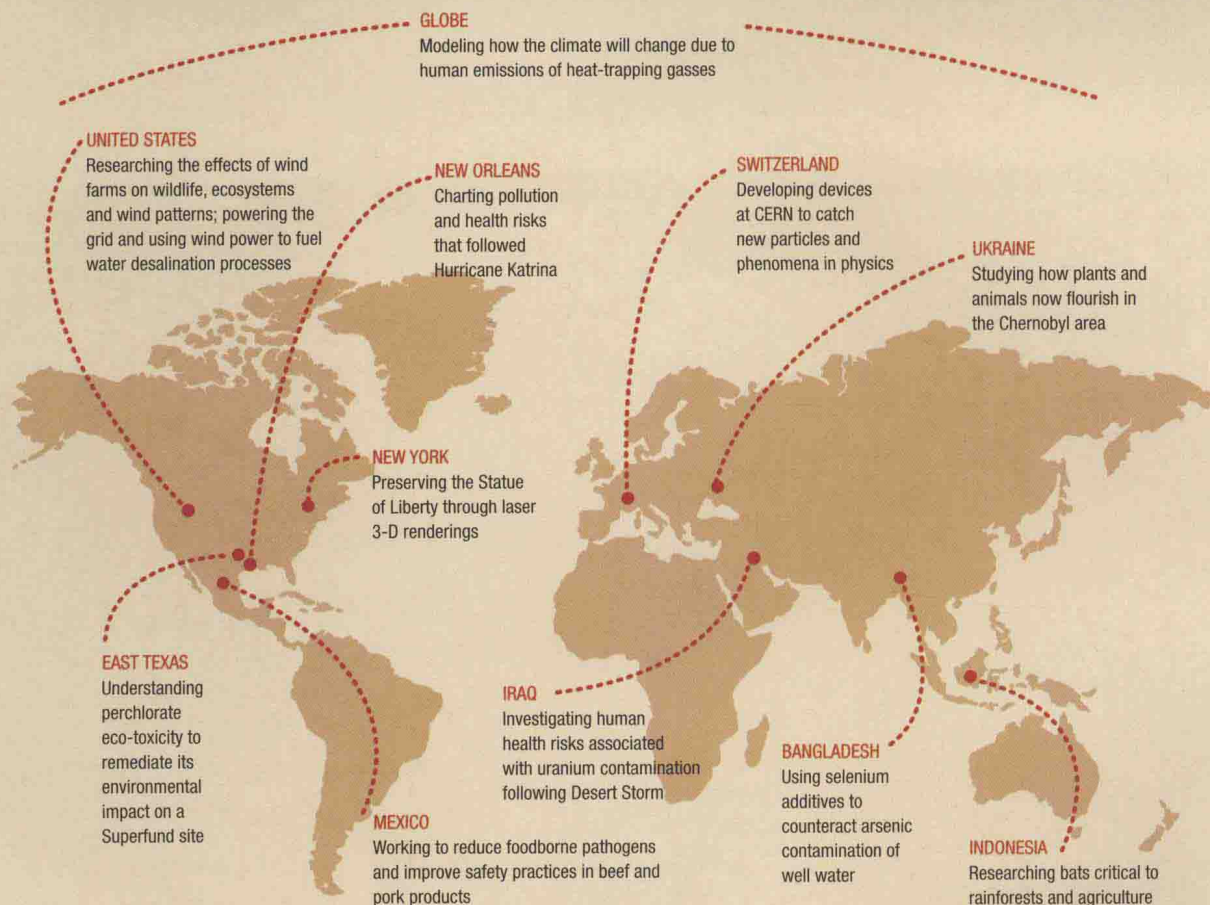 GLOBE
Modeling how the climate will change due to
human emissions of heat-trapping gasses
UNITED STATES
Researching the effects of wind
farms on wildlife, ecosystems
and wind patterns; powering the
grid and using wind power to fuel
water desalination processes
NEW ORLEANS
Charting pollution
and health risks
that followed
Hurricane Katrina
SWITZERLAND
Developing devices
at CERN to catch
new particles and
phenomena in physics
UKRAINE
Studying how plants and
animals now flourish in
the Chernobyl area
NEW YORK
Preserving the Statue
of Liberty through laser
3-D renderings
EAST TEXAS
Understanding
perchlorate
eco-toxicity to
remediate its
environmental
impact on a
Superfund site
MEXICO
Working to reduce foodborne pathogens
and improve safety practices in beef and
pork products
IRAQ
Investigating human
health risks associated
with uranium contamination
following Desert Storm
BANGLADESH
Using selenium
additives to
counteract arsenic
contamination of
well water
INDONESIA
Researching bats critical to
rainforests and agriculture